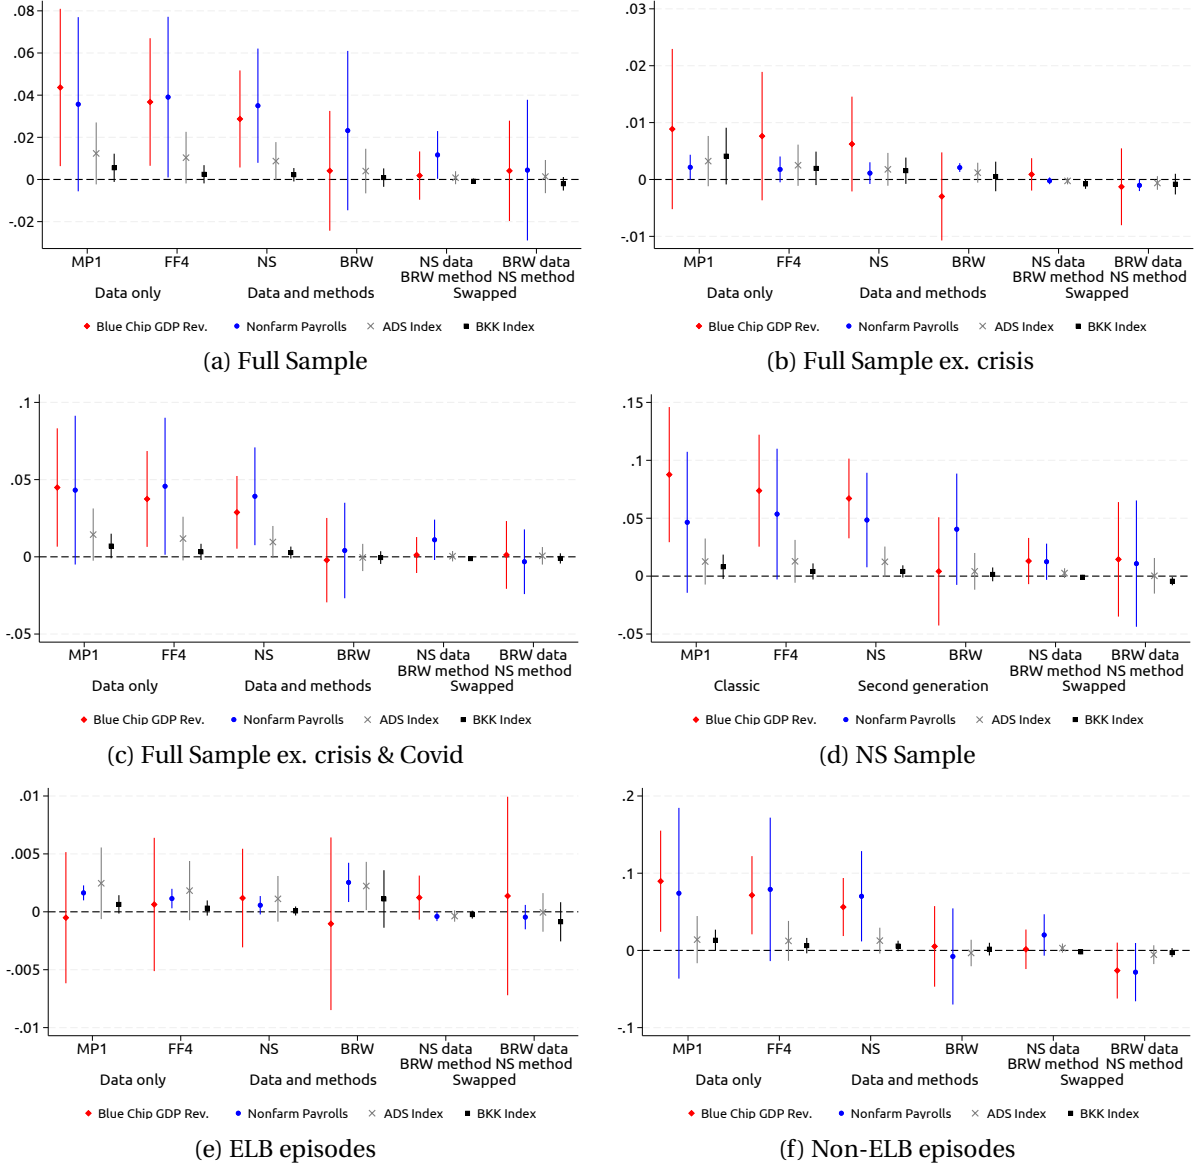 .08
.06
.04
.02
0
-.02
MP1 FF4 NS BRW NS data BRW data
BRW method NS method
Data only Data and methods Swapped
Blue Chip GDP Rev. Nonfarm Payrolls ADS Index BKK Index
(a) Full Sample
.03
.02
.01
0
-.01
MP1 FF4 NS BRW NS data BRW data
BRW method NS method
Data only Data and methods Swapped
Blue Chip GDP Rev. Nonfarm Payrolls ADS Index BKK Index
(b) Full Sample ex. crisis
.1
.05
0
-.05
MP1 FF4 NS BRW NS data BRW data
BRW method NS method
Data only Data and methods Swapped
Blue Chip GDP Rev. Nonfarm Payrolls ADS Index BKK Index
(c) Full Sample ex. crisis & Covid
.15
.1
.05
0
-.05
MP1 FF4 NS BRW NS data BRW data
BRW method NS method
Classic Second generation Swapped
Blue Chip GDP Rev. Nonfarm Payrolls ADS Index BKK Index
(d) NS Sample
.01
.005
0
-.005
-.01
MP1 FF4 NS BRW NS data BRW data
BRW method NS method
Data only Data and methods Swapped
Blue Chip GDP Rev. Nonfarm Payrolls ADS Index BKK Index
(e) ELB episodes
.2
.1
0
-.1
MP1 FF4 NS BRW NS data BRW data
BRW method NS method
Data only Data and methods Swapped
Blue Chip GDP Rev. Nonfarm Payrolls ADS Index BKK Index
(f) Non-ELB episodes